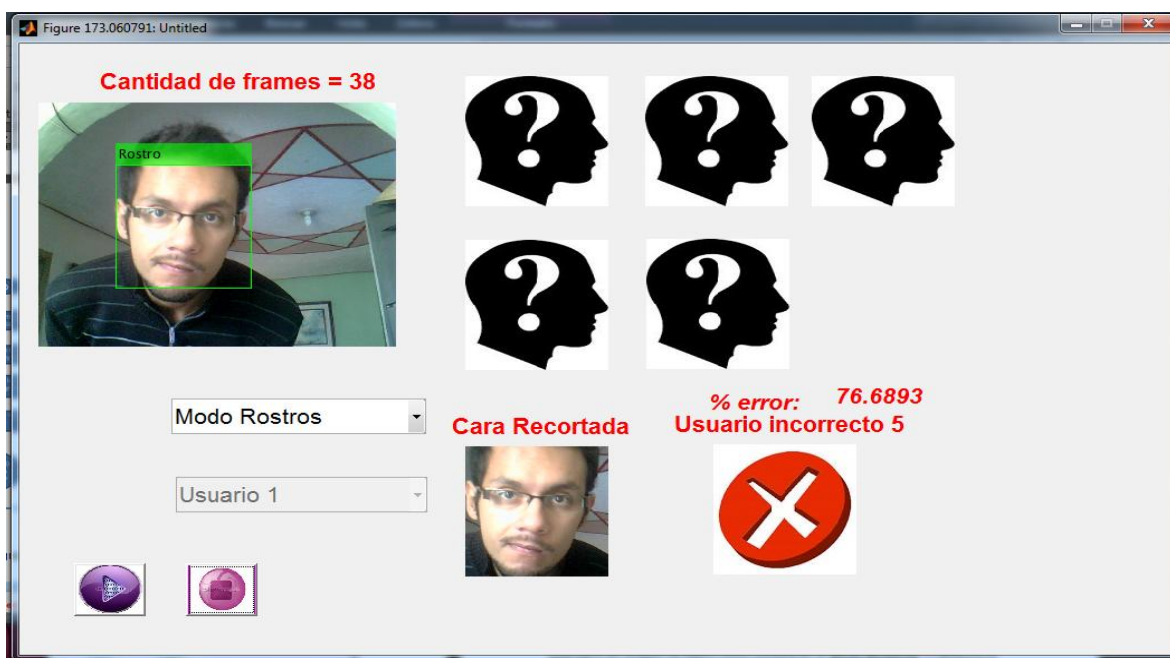 Figure 173.060791: Untitled
Cantidad de frames = 38
Rostro
Modo Rostros
Usuario 1
Cara Recortada
% error: 76.6893
Usuario incorrecto 5